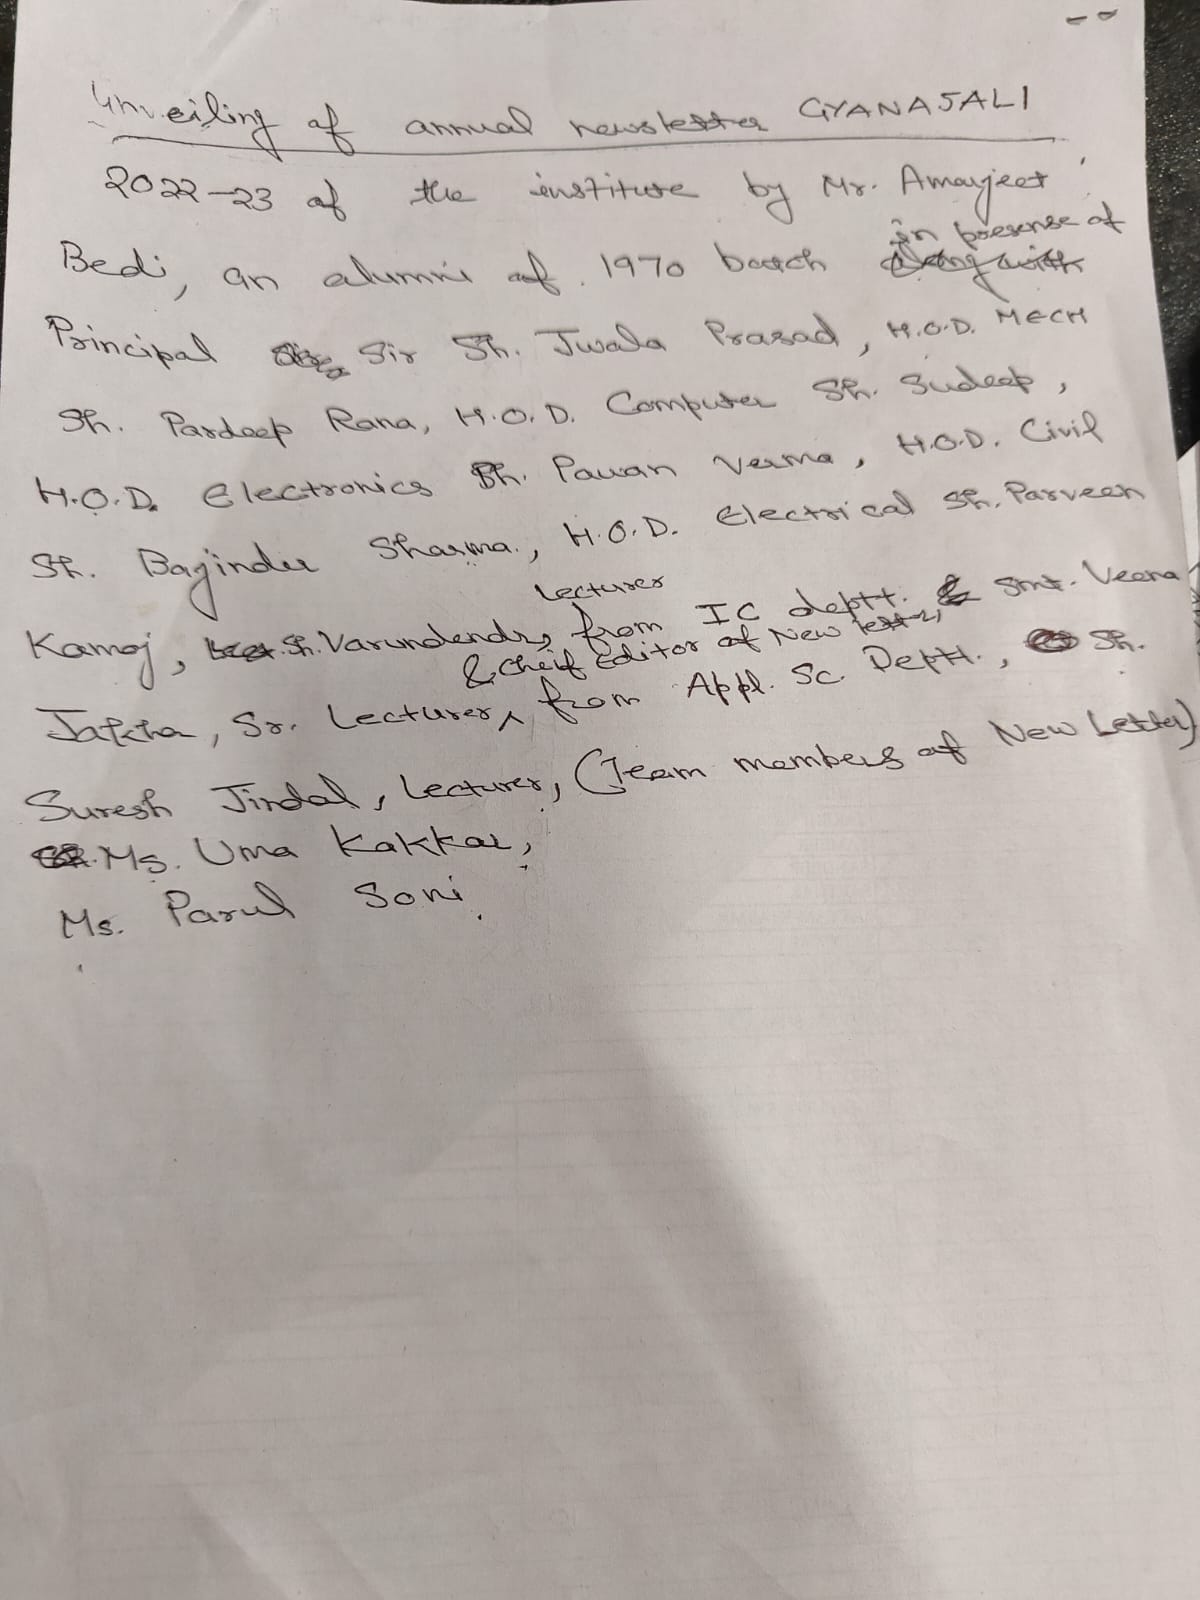 Unveiling of annual newsletter GYANAJALI
2022-23 of the institute by Mr. Amarjeet
Bedi, an alumni of 1970 batch in presense of
Principal Sir Sh. Jwala Prasad, H.O.D. MECH
Sh. Pardeep Rana, H.O.D. Computer Sh. Sudeep,
H.O.D. Electronics Sh. Pawan Verma, H.O.D. Civil
Sh. Bajinder Sharma, H.O.D. Electrical Sh. Parveen
Lecturer
Kamoj, Sh. Varundendra, from IC deptt. & Smt. Veena
& Cheif Editor of New letter,
Jakhar, Sr. Lecturer, from Appl. Sc. Deptt., Sh.
Suresh Jindal, Lecturer, (Team members of New Letter)
Ms. Uma Kakkar,
Ms. Parul Soni.